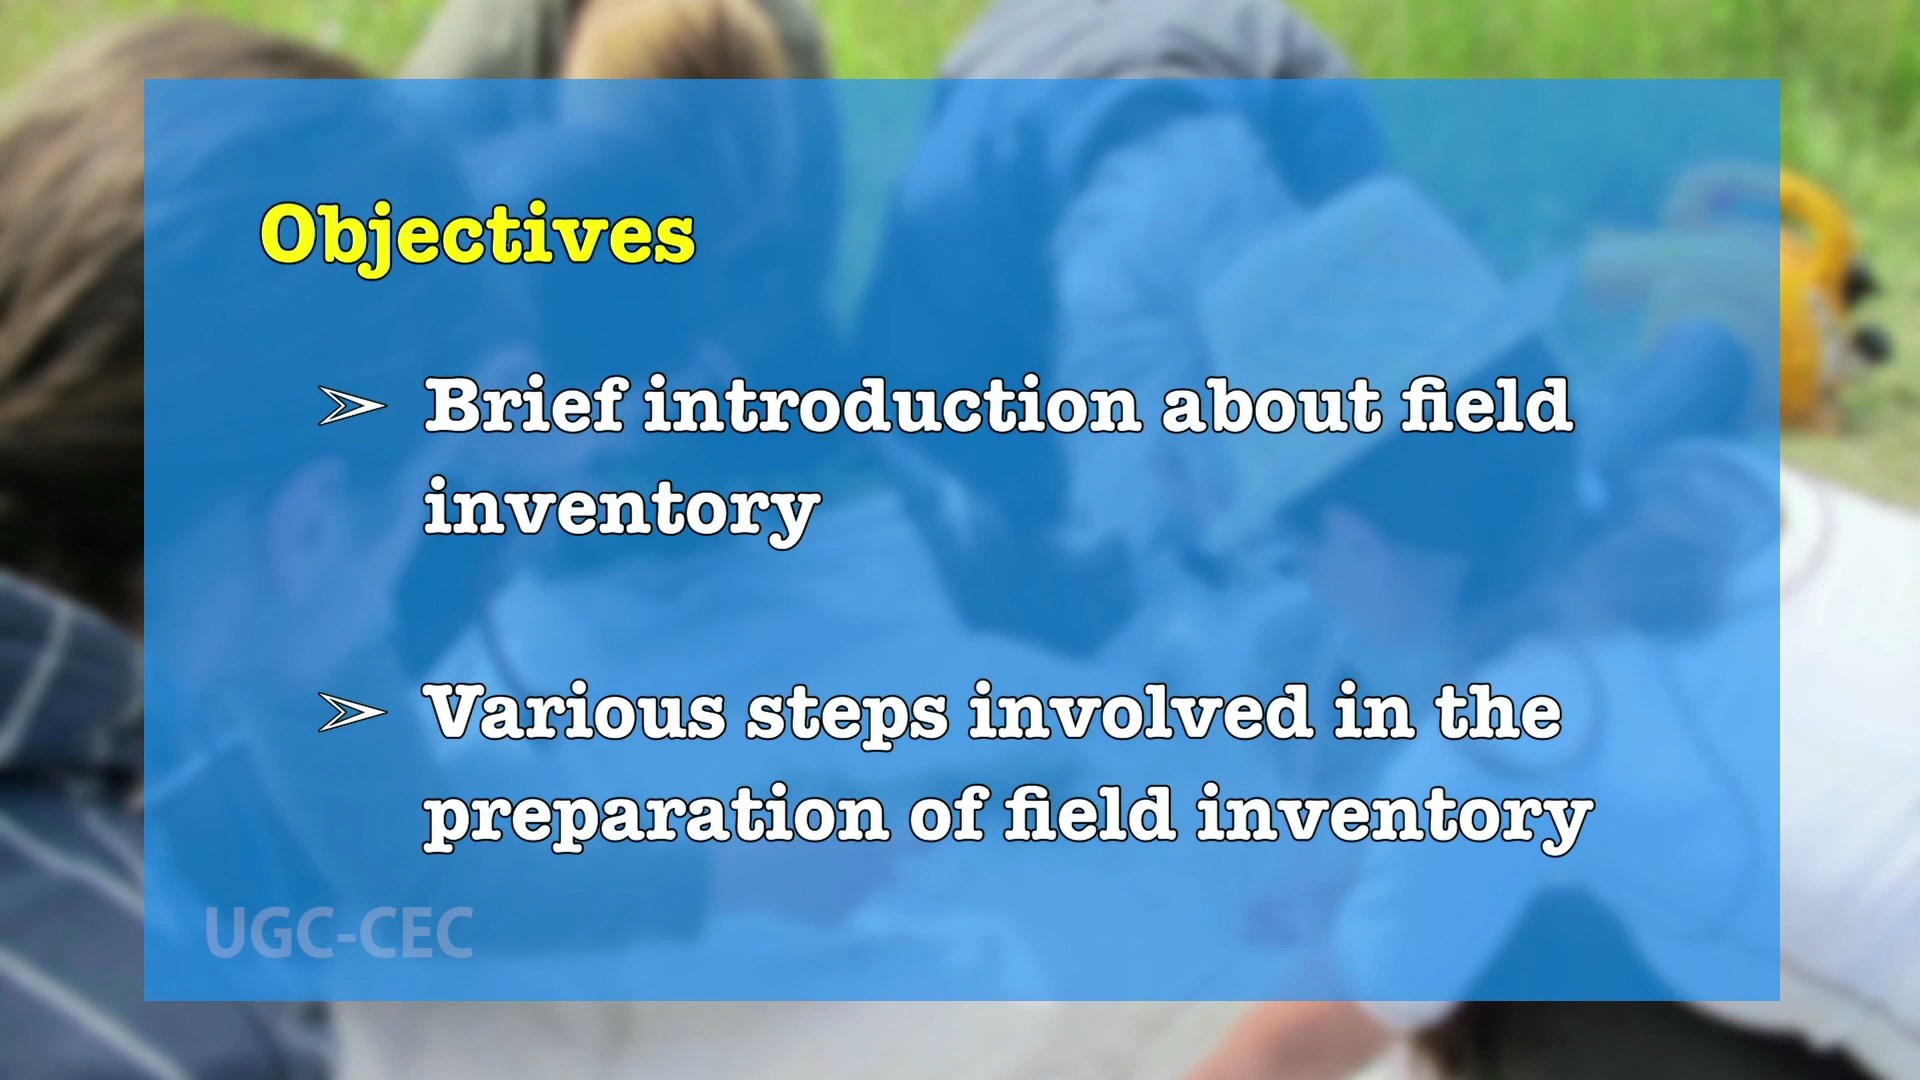 Objectives
➢ Brief introduction about field
inventory
➢ Various steps involved in the
preparation of field inventory
UGC-CEC